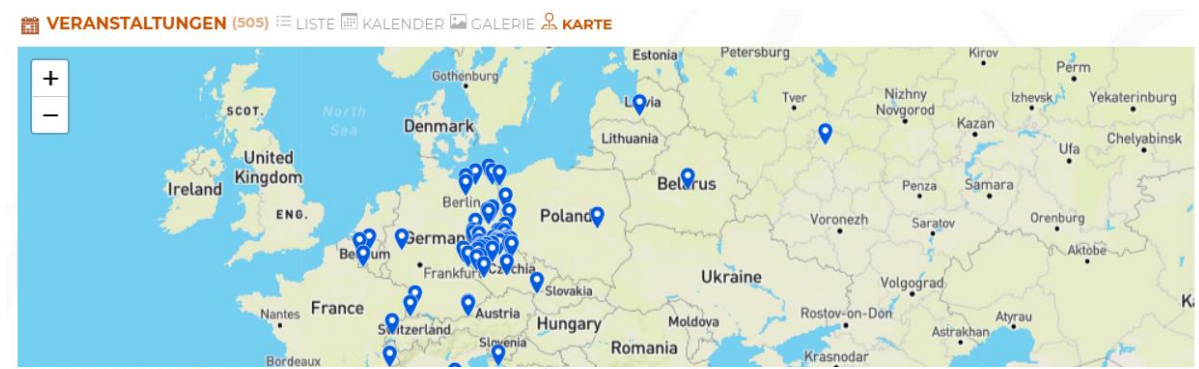 VERANSTALTUNGEN (505) LISTE KALENDER GALERIE KARTE
+
−
Estonia
Petersburg
Kirov
Perm
Gothenburg
SCOT.
North
Sea
Denmark
Latvia
Tver
Nizhny
Novgorod
Izhevsk
Yekaterinburg
Kazan
Chelyabinsk
Lithuania
Ufa
United
Kingdom
Ireland
ENG.
Berlin
Poland
Belarus
Penza
Samara
Voronezh
Saratov
Orenburg
Aktobe
German
Belgium
Frankfurt
Czechia
Ukraine
Volgograd
Slovakia
Nantes
France
Austria
Switzerland
Hungary
Moldova
Rostov-on-Don
Astrakhan
Atyrau
Slovenia
Romania
Krasnodar
Bordeaux